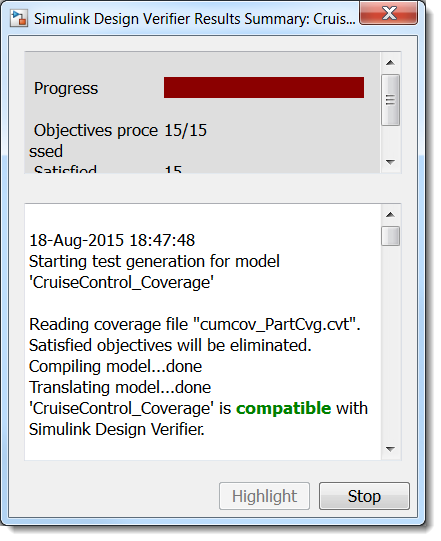 Simulink Design Verifier Results Summary: Cruis...
Progress
Objectives proce 15/15
ssed
Satisfied 15
18-Aug-2015 18:47:48
Starting test generation for model
'CruiseControl_Coverage'
Reading coverage file "cumcov_PartCvg.cvt".
Satisfied objectives will be eliminated.
Compiling model...done
Translating model...done
'CruiseControl_Coverage' is compatible with
Simulink Design Verifier.
Highlight Stop